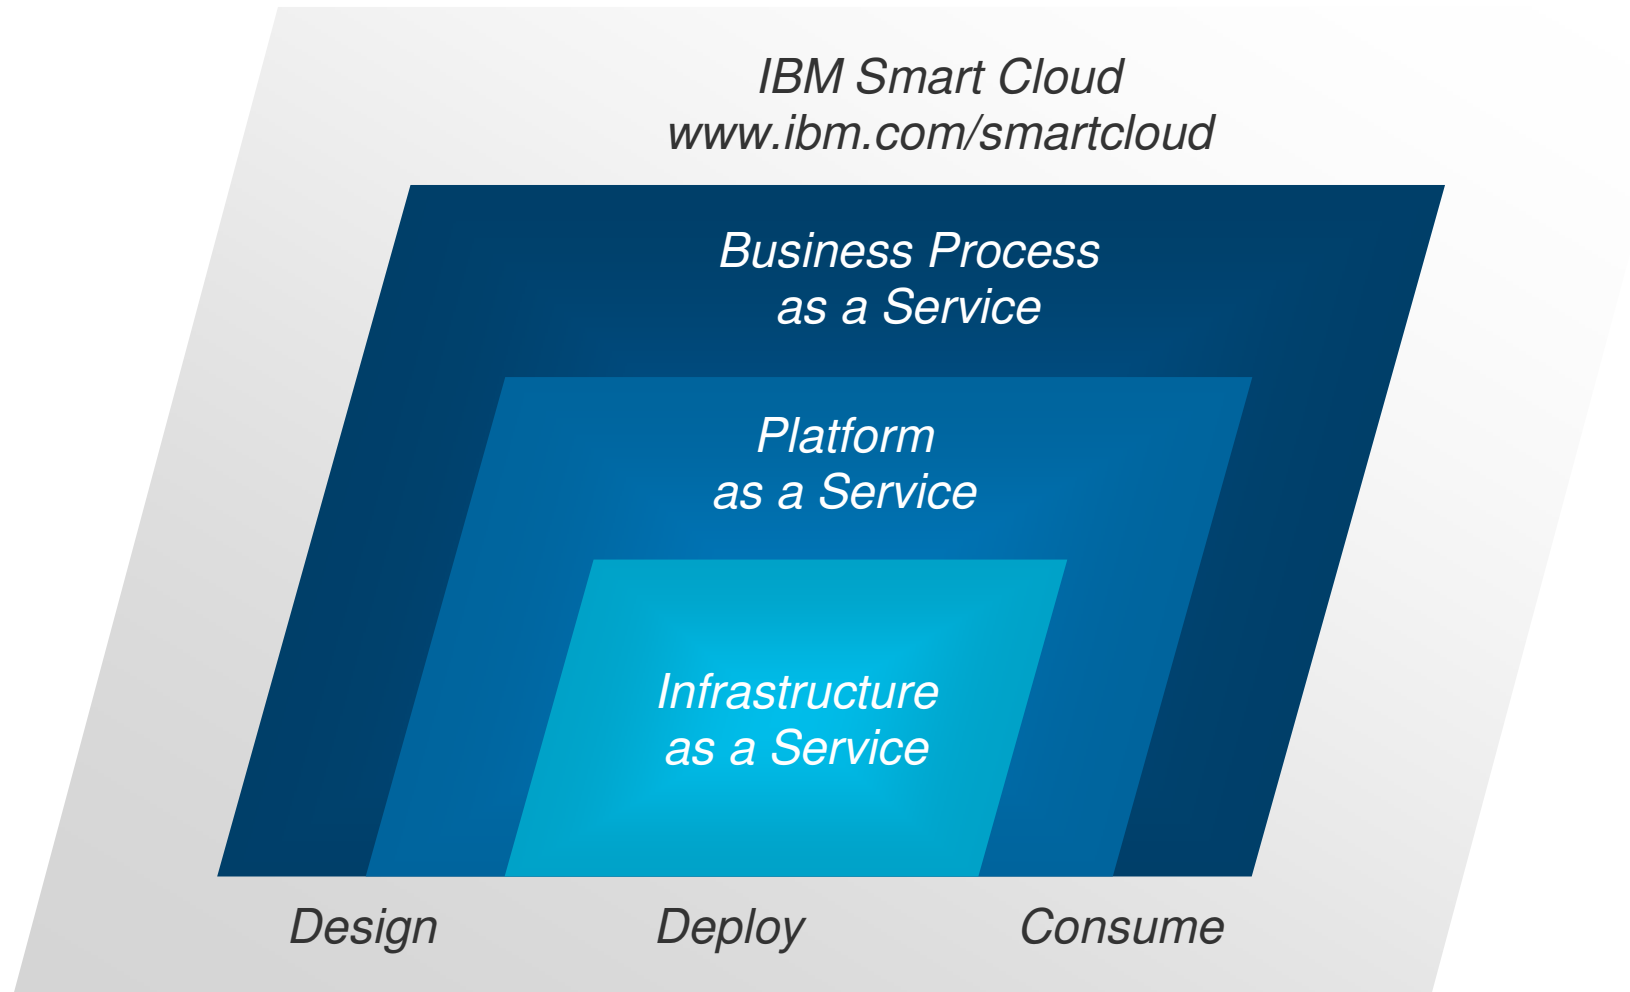 IBM Smart Cloud
www.ibm.com/smartcloud
Business Process
as a Service
Platform
as a Service
Infrastructure
as a Service
Design
Deploy
Consume